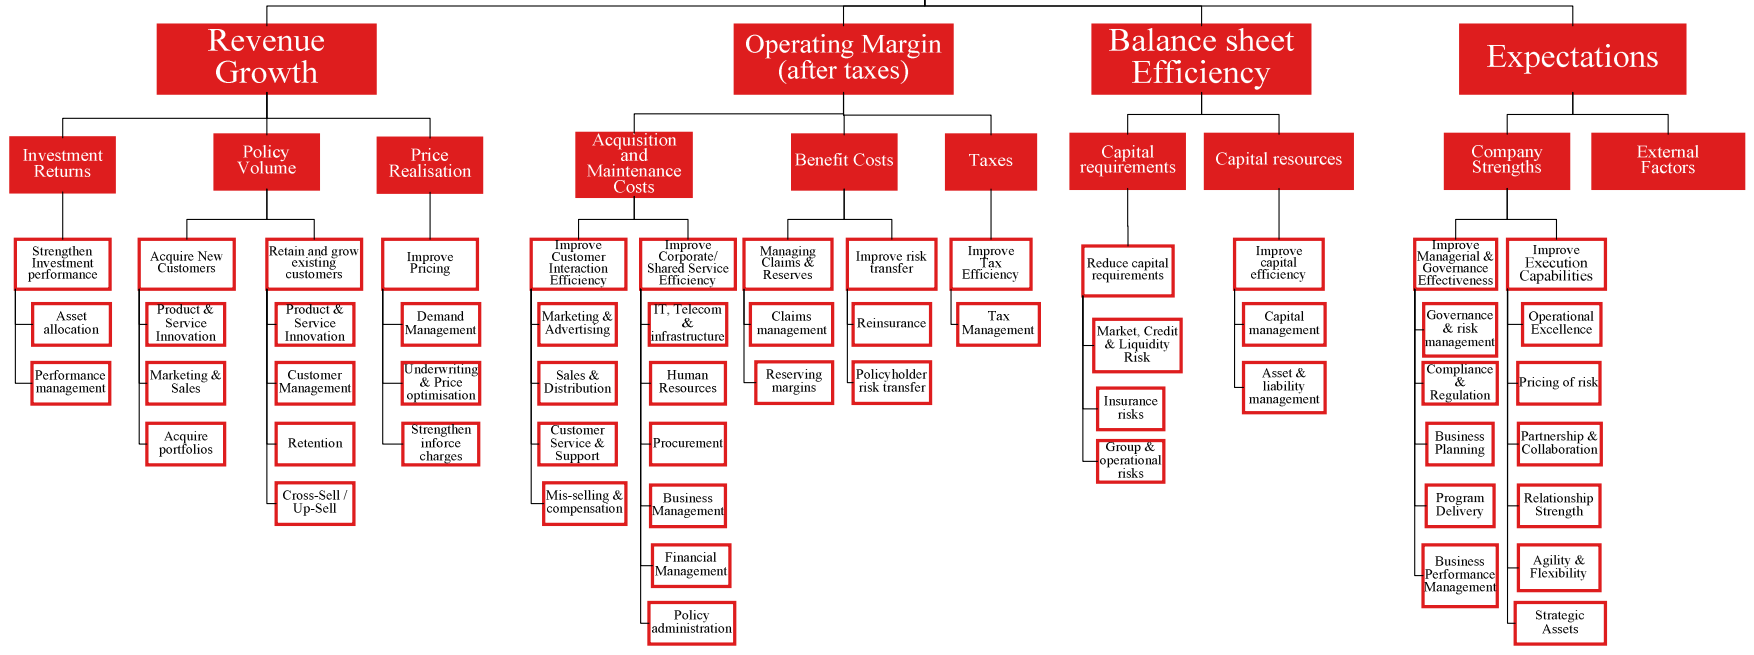 Revenue
Growth
Operating Margin
(after taxes)
Balance sheet
Efficiency
Expectations
Investment
Returns
Policy
Volume
Price
Realisation
Acquisition
and
Maintenance
Costs
Benefit Costs
Taxes
Capital
requirements
Capital resources
Company
Strengths
External
Factors
Strengthen
Investment
performance
Acquire New
Customers
Retain and grow
existing
customers
Improve
Pricing
Improve
Customer
Interaction
Efficiency
Improve
Corporate/
Shared Service
Efficiency
Managing
Claims &
Reserves
Improve risk
transfer
Improve
Tax
Efficiency
Reduce capital
requirements
Improve
capital
efficiency
Improve
Managerial &
Governance
Effectiveness
Improve
Execution
Capabilities
Asset
allocation
Performance
management
Product &
Service
Innovation
Marketing &
Sales
Acquire
portfolios
Product &
Service
Innovation
Customer
Management
Retention
Cross-Sell /
Up-Sell
Demand
Management
Underwriting
& Price
optimisation
Strengthen
inforce
charges
Marketing &
Advertising
Sales &
Distribution
Customer
Service &
Support
Mis-selling &
compensation
IT, Telecom
&
infrastructure
Human
Resources
Procurement
Business
Management
Financial
Management
Policy
administration
Claims
management
Reserving
margins
Reinsurance
Policyholder
risk transfer
Tax
Management
Market, Credit
& Liquidity
Risk
Insurance
risks
Group &
operational
risks
Capital
management
Asset &
liability
management
Governance
& risk
management
Compliance
&
Regulation
Business
Planning
Program
Delivery
Business
Performance
Management
Operational
Excellence
Pricing of risk
Partnership &
Collaboration
Relationship
Strength
Agility &
Flexibility
Strategic
Assets